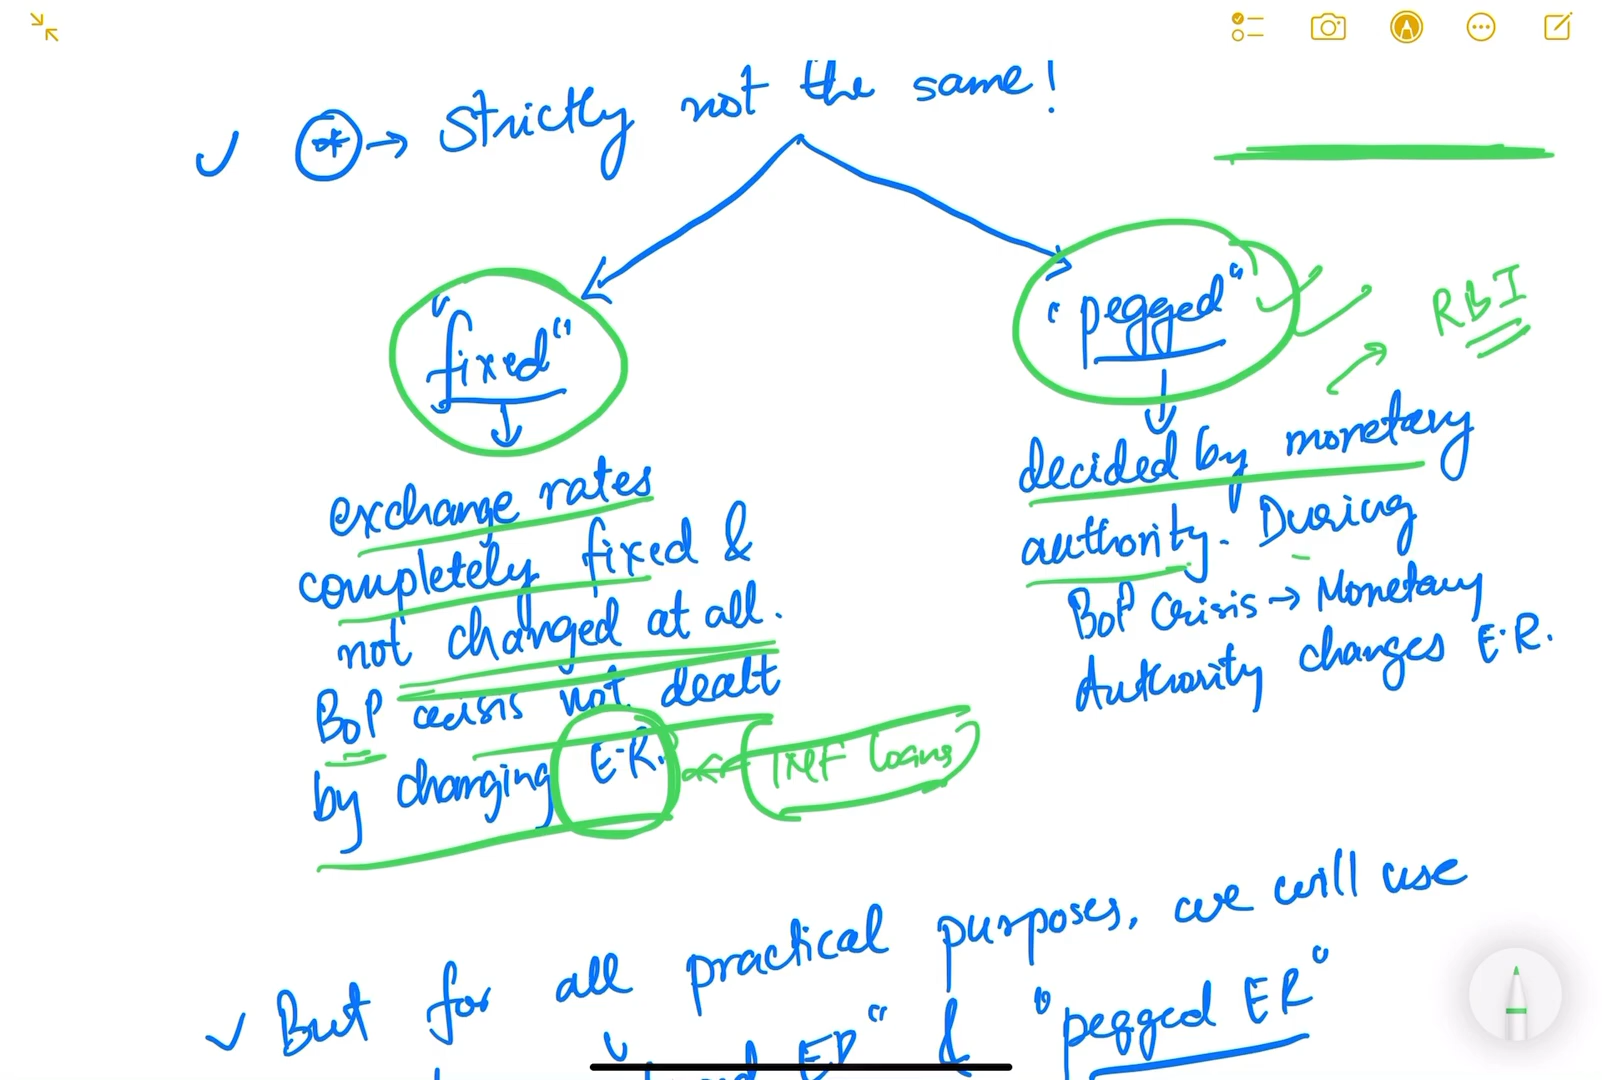 * → Strictly not the same!
"fixed"
exchange rates
completely fixed &
not changed at all.
BoP crisis not dealt
by changing E.R.
IMF loans
"pegged"
RBI
decided by monetary
authority. During
BoP Crisis → Monetary
Authority changes E.R.
But for all practical purposes, we will use
ER" & "pegged ER"